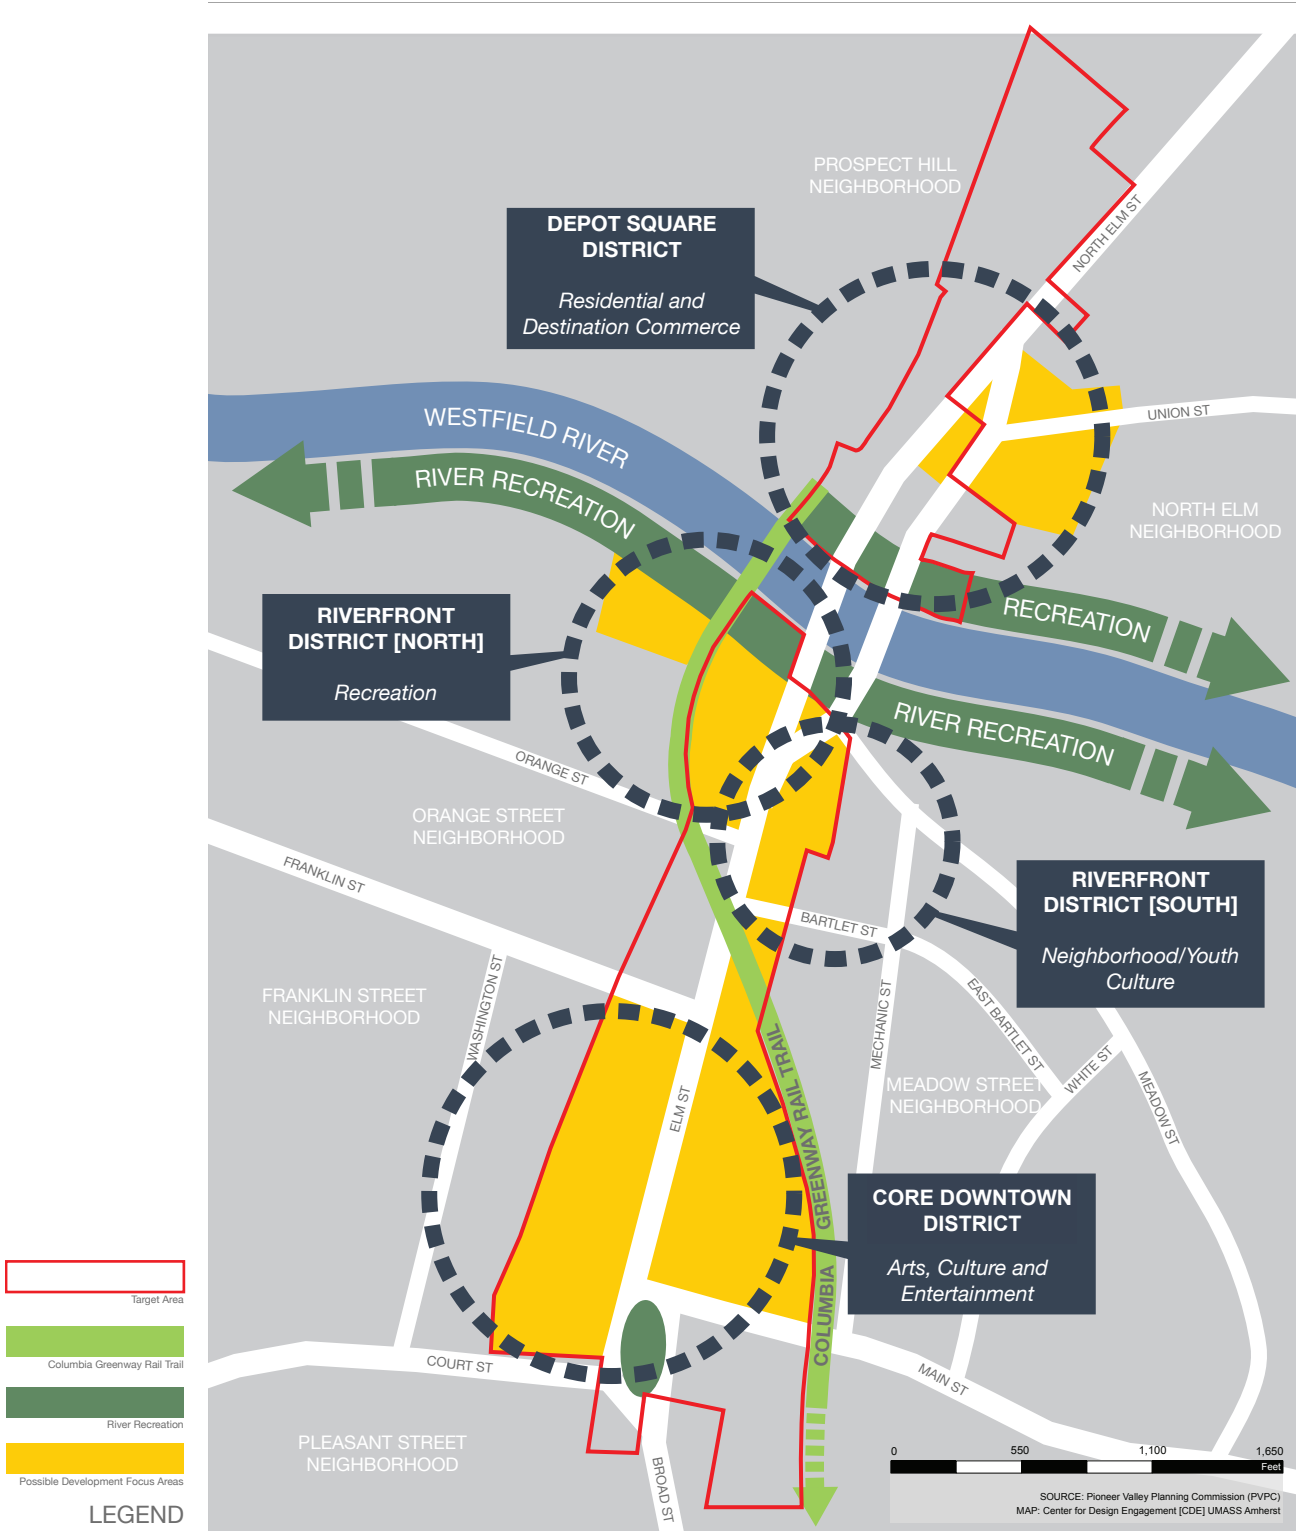 PROSPECT HILL
NEIGHBORHOOD
NORTH ELM ST
DEPOT SQUARE
DISTRICT
Residential and
Destination Commerce
UNION ST
WESTFIELD RIVER
RIVER RECREATION
NORTH ELM
NEIGHBORHOOD
RIVERFRONT
DISTRICT [NORTH]
Recreation
RECREATION
RIVER RECREATION
ORANGE ST
ORANGE STREET
NEIGHBORHOOD
FRANKLIN ST
RIVERFRONT
DISTRICT [SOUTH]
Neighborhood/Youth
Culture
BARTLET ST
FRANKLIN STREET
NEIGHBORHOOD
WASHINGTON ST
MECHANIC ST
EAST BARTLET ST
WHITE ST
MEADOW ST
MEADOW STREET
NEIGHBORHOOD
ELM ST
COLUMBIA GREENWAY RAIL TRAIL
CORE DOWNTOWN
DISTRICT
Arts, Culture and
Entertainment
COURT ST
MAIN ST
PLEASANT STREET
NEIGHBORHOOD
BROAD ST
Target Area
Columbia Greenway Rail Trail
River Recreation
Possible Development Focus Areas
LEGEND
0 550 1,100 1,650
Feet
SOURCE: Pioneer Valley Planning Commission (PVPC)
MAP: Center for Design Engagement [CDE] UMASS Amherst